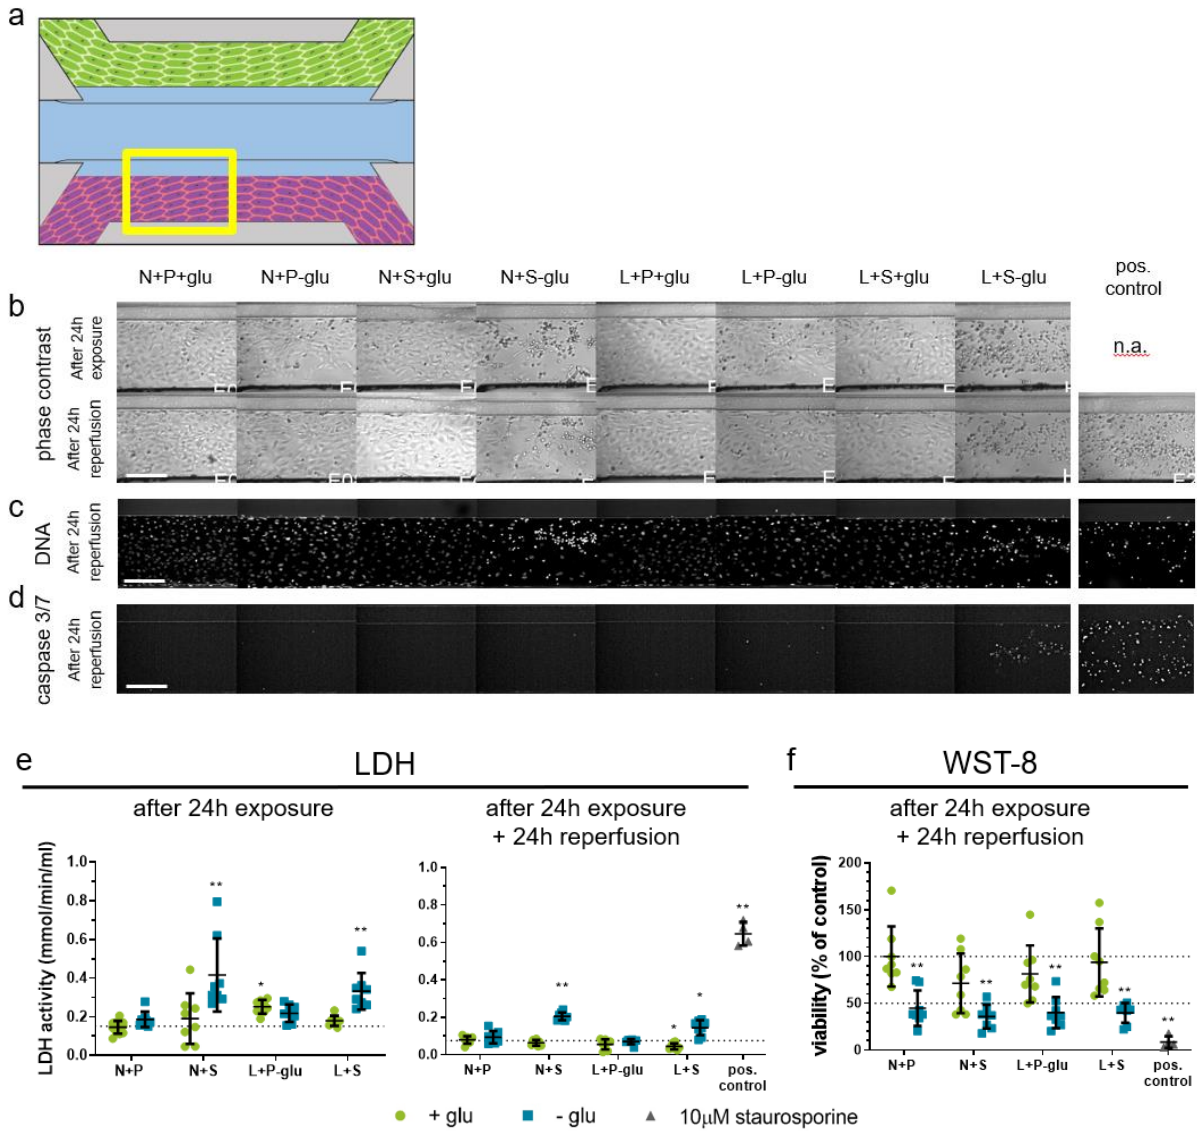 a
N+P+glu N+P-glu N+S+glu N+S-glu L+P+glu L+P-glu L+S+glu L+S-glu pos. control
b
phase contrast
After 24h exposure
n.a.
After 24h reperfusion
c
DNA
After 24h reperfusion
d
caspase 3/7
After 24h reperfusion
e
LDH
after 24h exposure
after 24h exposure
+ 24h reperfusion
LDH activity (mmol/min/ml)
1.0
0.8
0.6
0.4
0.2
0.0
** * **
N+P N+S L+P-glu L+S
1.0
0.8
0.6
0.4
0.2
0.0
** * * **
N+P N+S L+P-glu L+S pos. control
f
WST-8
after 24h exposure
+ 24h reperfusion
viability (% of control)
200
150
100
50
0
** ** ** ** **
N+P N+S L+P-glu L+S pos. control
+ glu - glu 10µM staurosporine